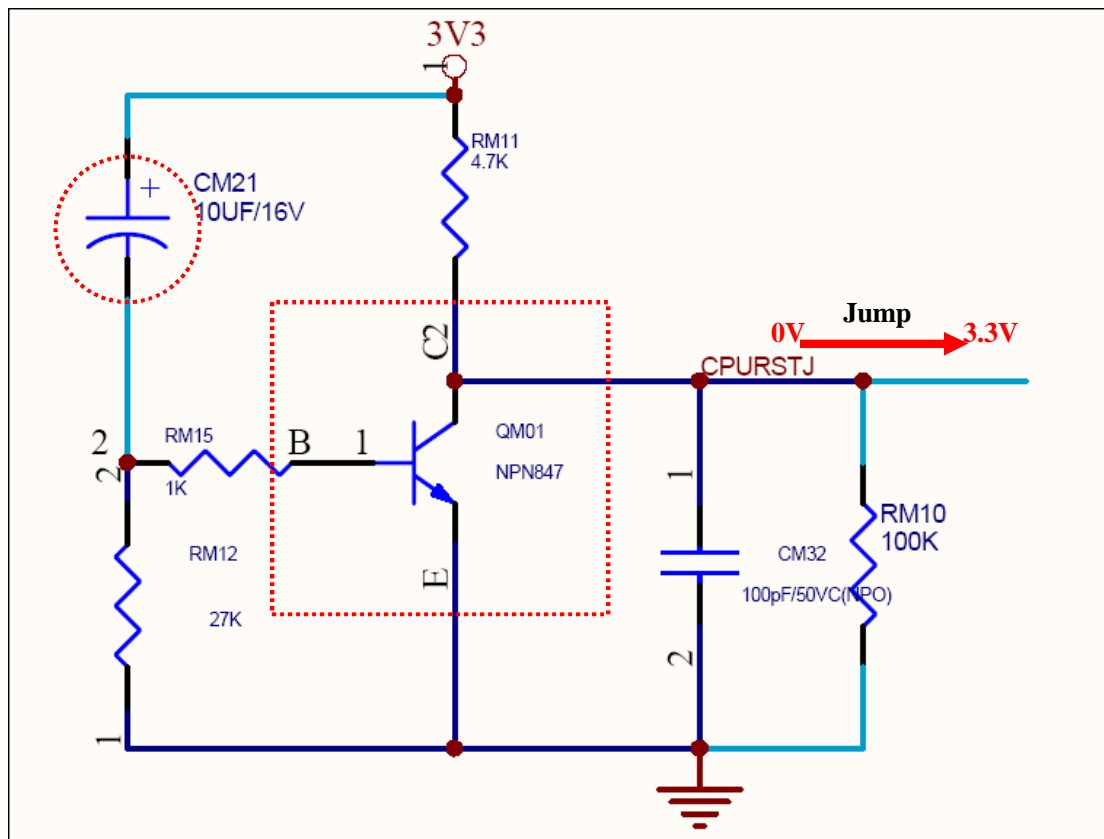 3V3
1
RM11
4.7K
+
CM21
10UF/16V
C2
Jump
0V
3.3V
CPURSTJ
2
2
RM15
1K
B
1
QM01
NPN847
1
RM10
100K
RM12
27K
E
CM32
100pF/50VC(NPO)
2
1